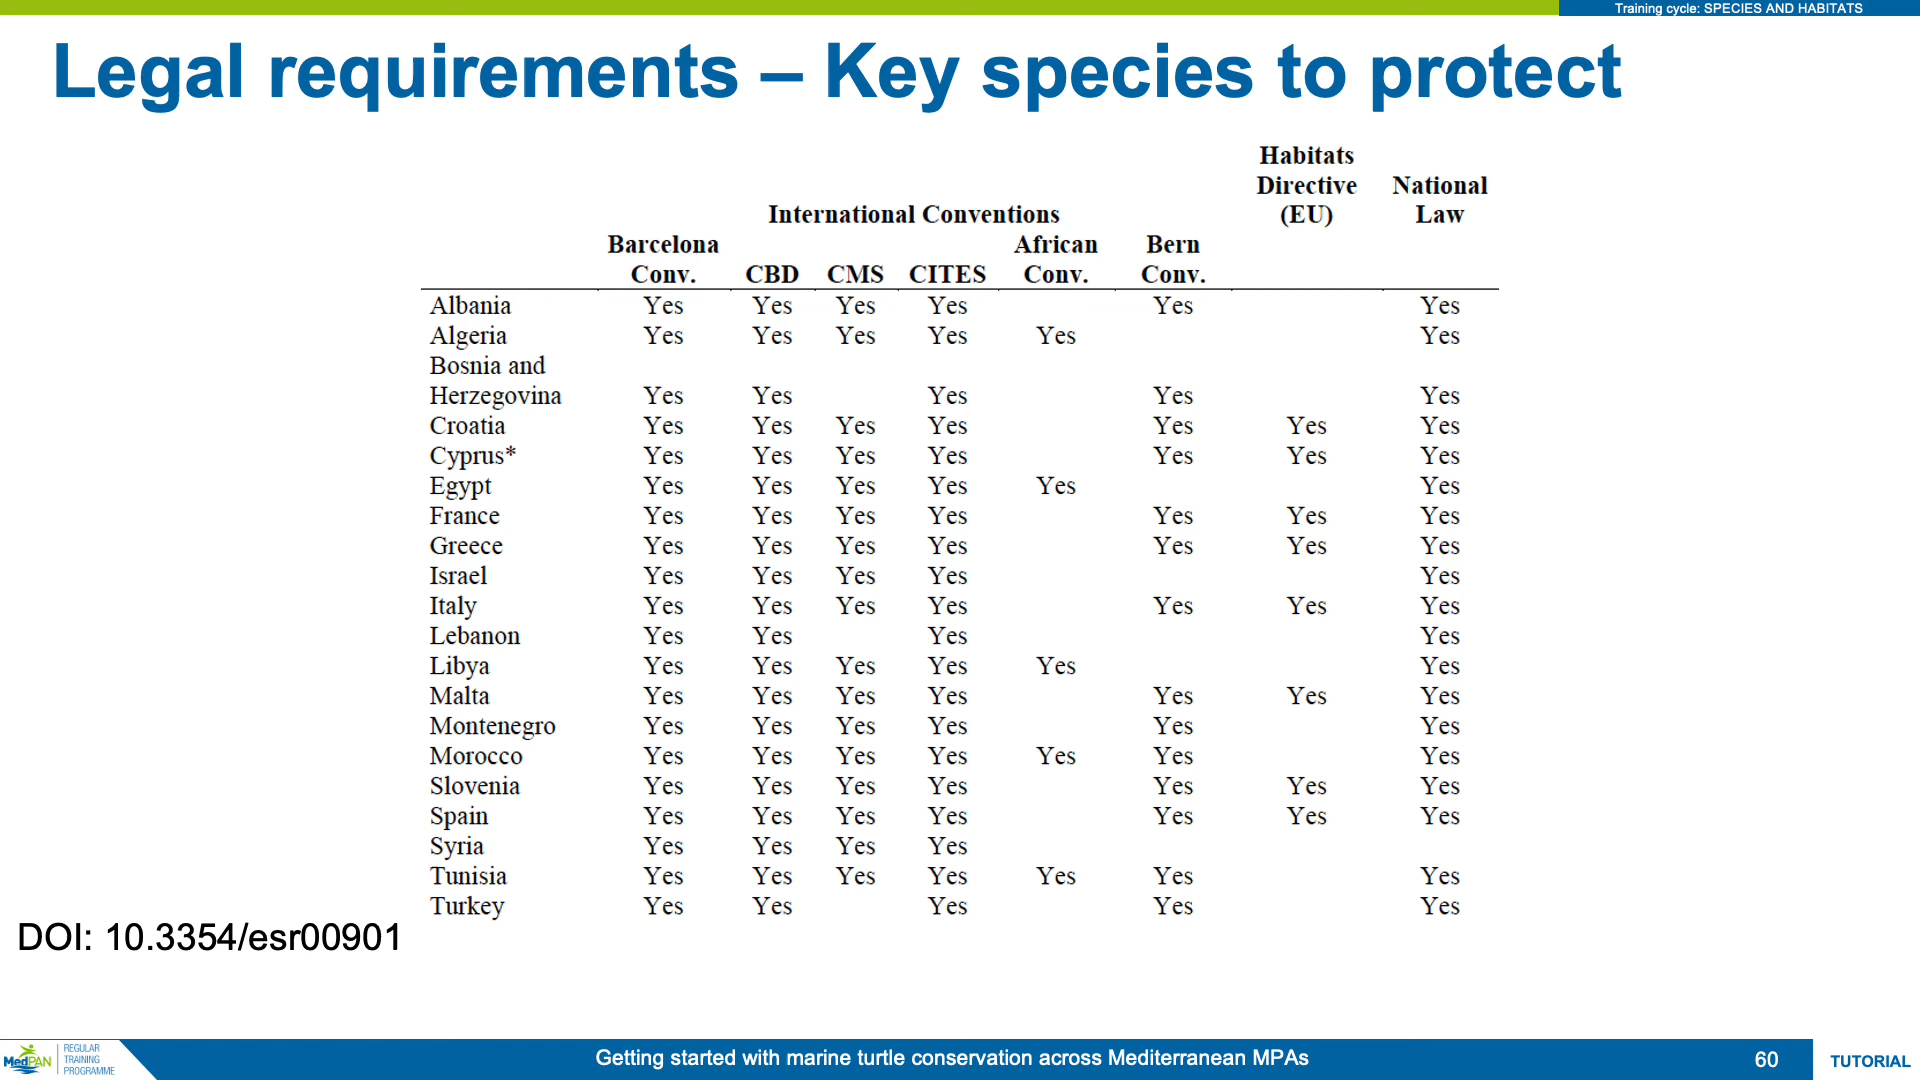 Training cycle: SPECIES AND HABITATS
Legal requirements – Key species to protect
International Conventions Habitats Directive (EU) National Law
Barcelona Conv. CBD CMS CITES African Conv. Bern Conv.
Albania Yes Yes Yes Yes Yes Yes
Algeria Yes Yes Yes Yes Yes Yes
Bosnia and
Herzegovina Yes Yes Yes Yes Yes
Croatia Yes Yes Yes Yes Yes Yes Yes
Cyprus* Yes Yes Yes Yes Yes Yes Yes
Egypt Yes Yes Yes Yes Yes Yes
France Yes Yes Yes Yes Yes Yes Yes
Greece Yes Yes Yes Yes Yes Yes Yes
Israel Yes Yes Yes Yes Yes
Italy Yes Yes Yes Yes Yes Yes Yes
Lebanon Yes Yes Yes Yes
Libya Yes Yes Yes Yes Yes Yes
Malta Yes Yes Yes Yes Yes Yes Yes
Montenegro Yes Yes Yes Yes Yes Yes
Morocco Yes Yes Yes Yes Yes Yes Yes
Slovenia Yes Yes Yes Yes Yes Yes Yes
Spain Yes Yes Yes Yes Yes Yes Yes
Syria Yes Yes Yes Yes
Tunisia Yes Yes Yes Yes Yes Yes Yes
Turkey Yes Yes Yes Yes Yes
DOI: 10.3354/esr00901
MedPAN
REGULAR
TRAINING
PROGRAMME
Getting started with marine turtle conservation across Mediterranean MPAs
60
TUTORIAL